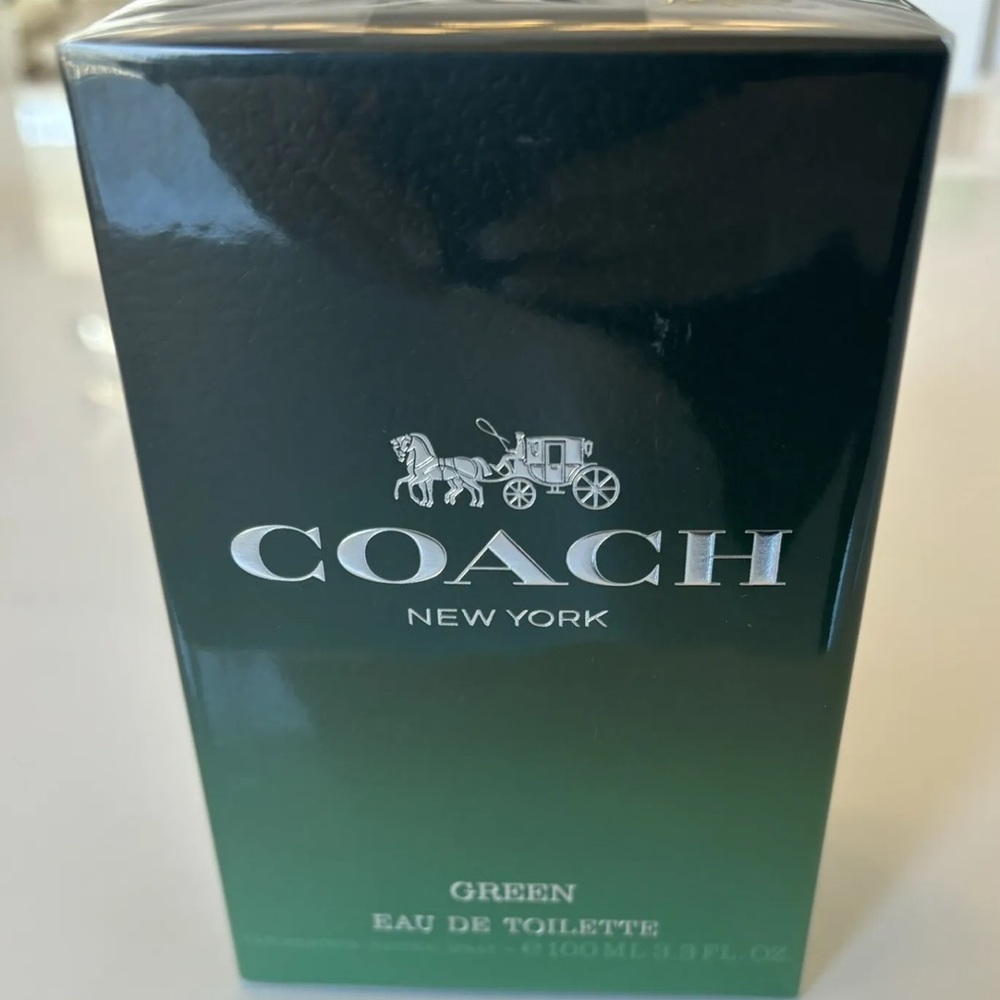 COACH
NEW YORK
GREEN
EAU DE TOILETTE
e 100 ML 3.3 FL. OZ.